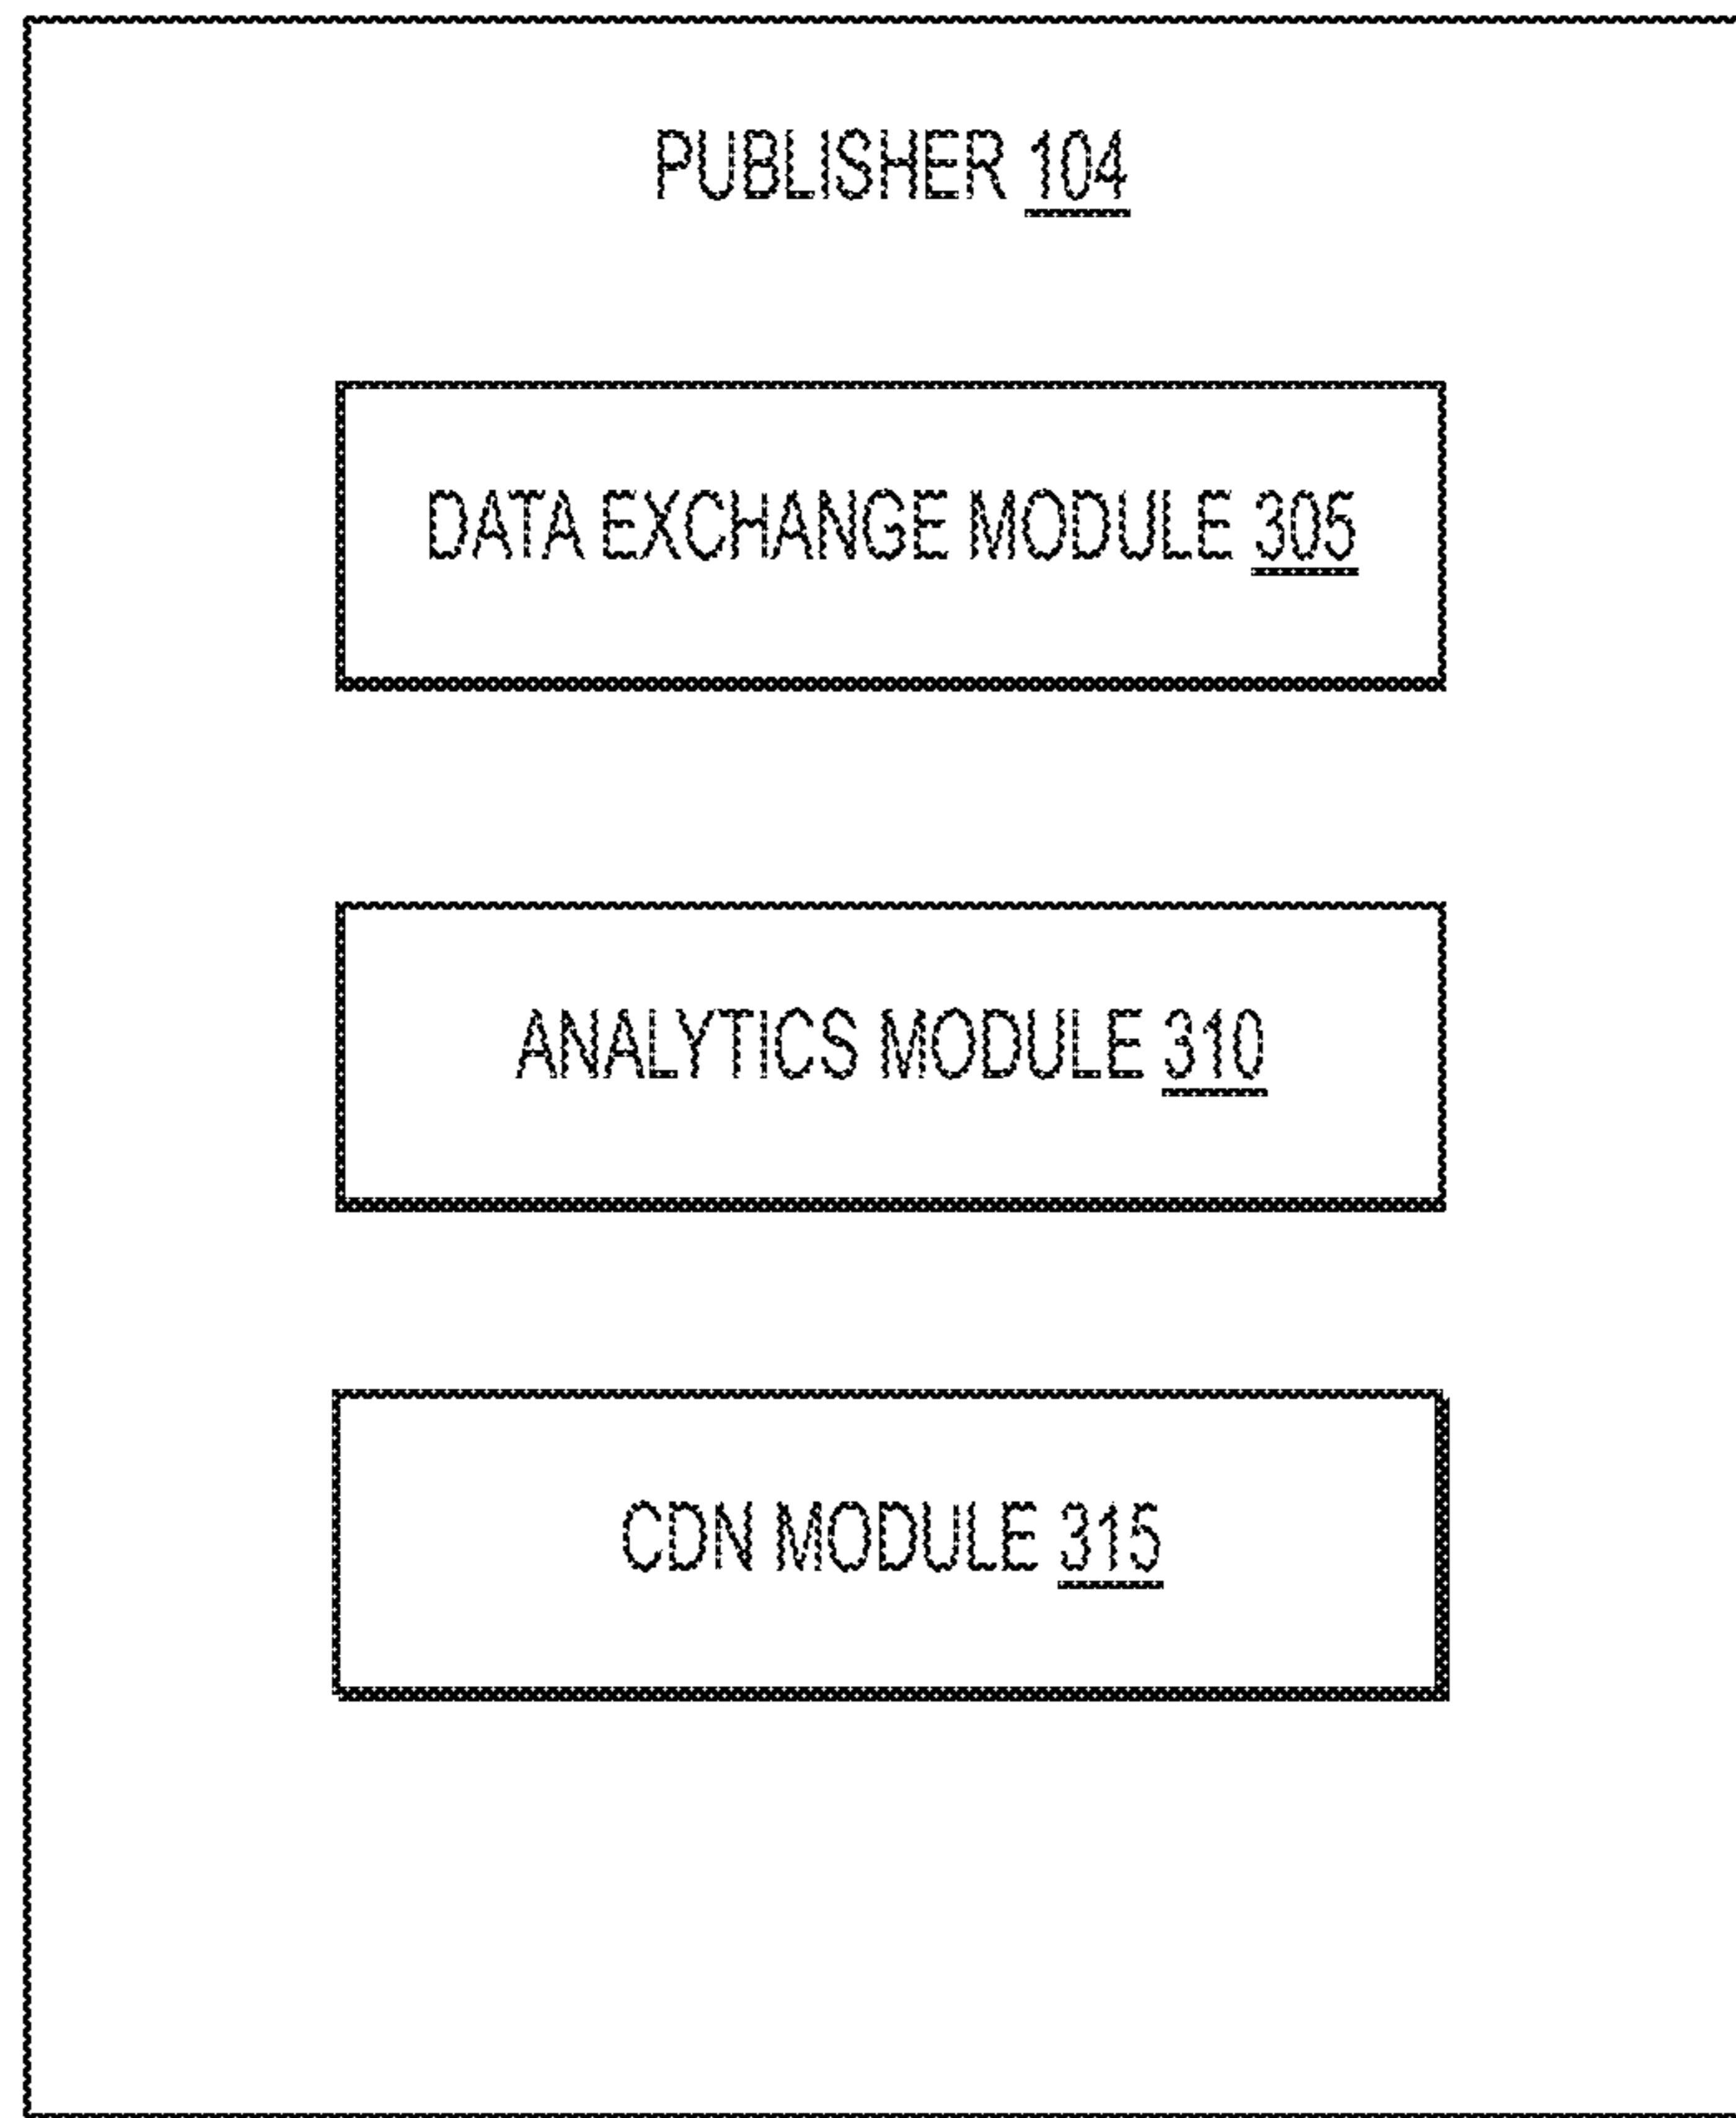 PUBLISHER 104
DATA EXCHANGE MODULE 305
ANALYTICS MODULE 310
CDN MODULE 315